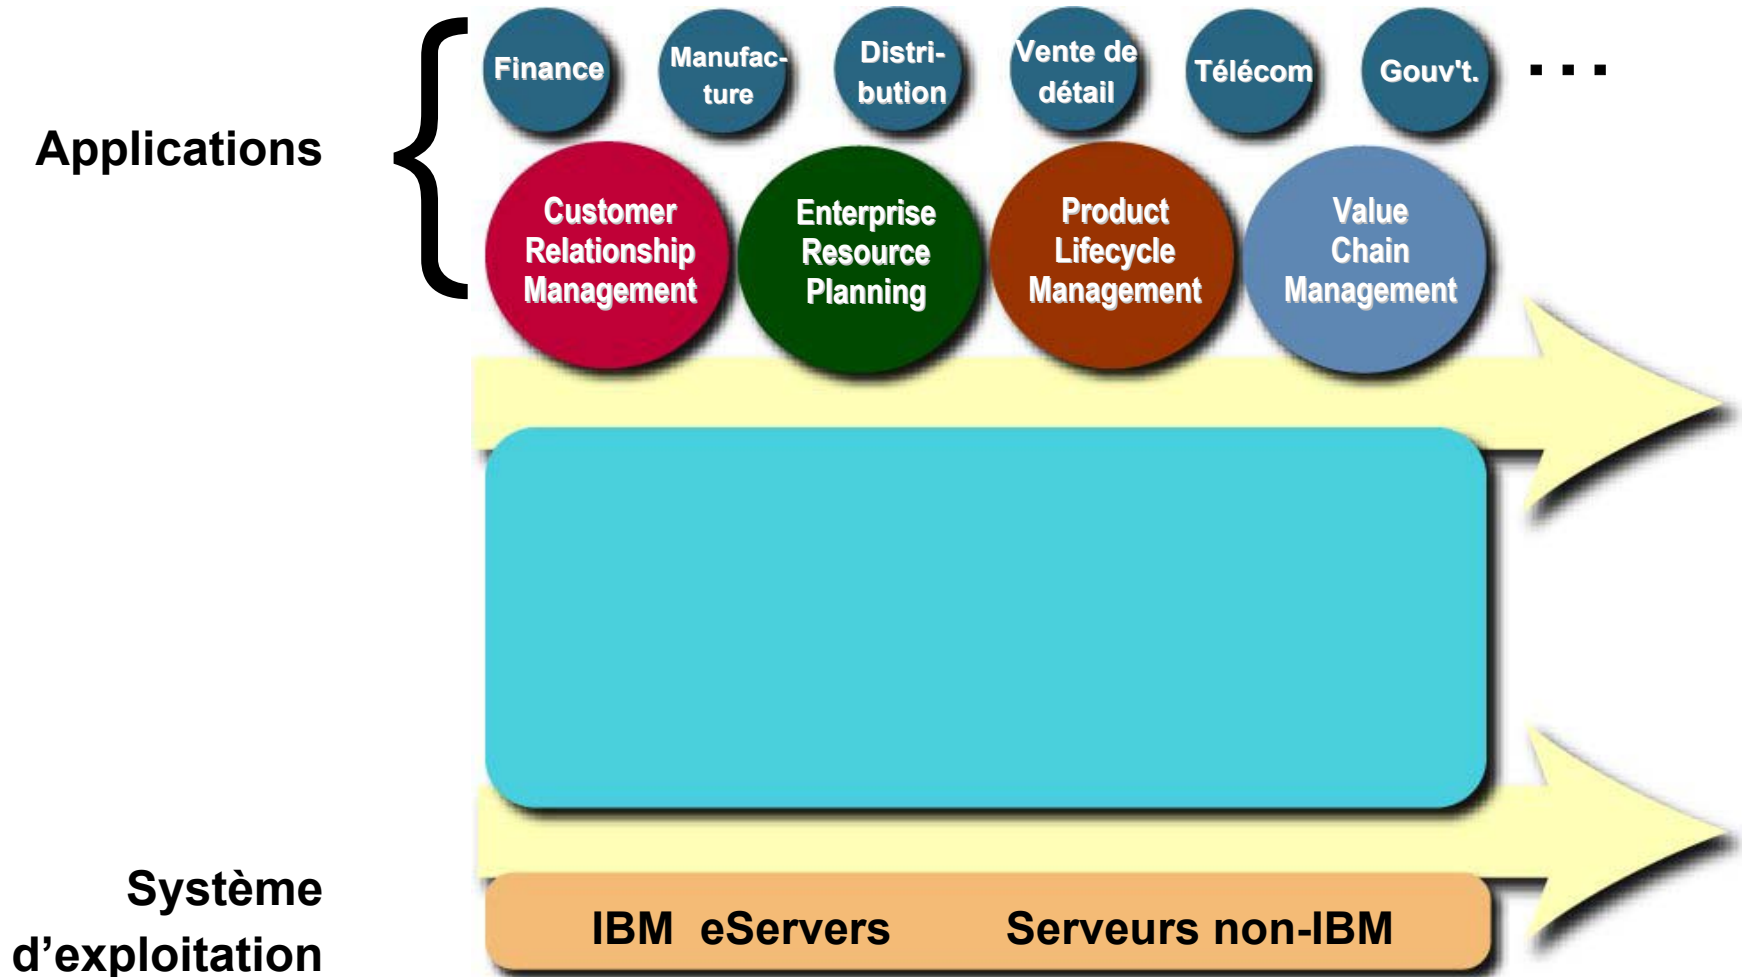 Finance
Manufac-
ture
Distri-
bution
Vente de
détail
Télécom
Gouv't.
...
Applications
Customer
Relationship
Management
Enterprise
Resource
Planning
Product
Lifecycle
Management
Value
Chain
Management
Système
d’exploitation
IBM eServers
Serveurs non-IBM